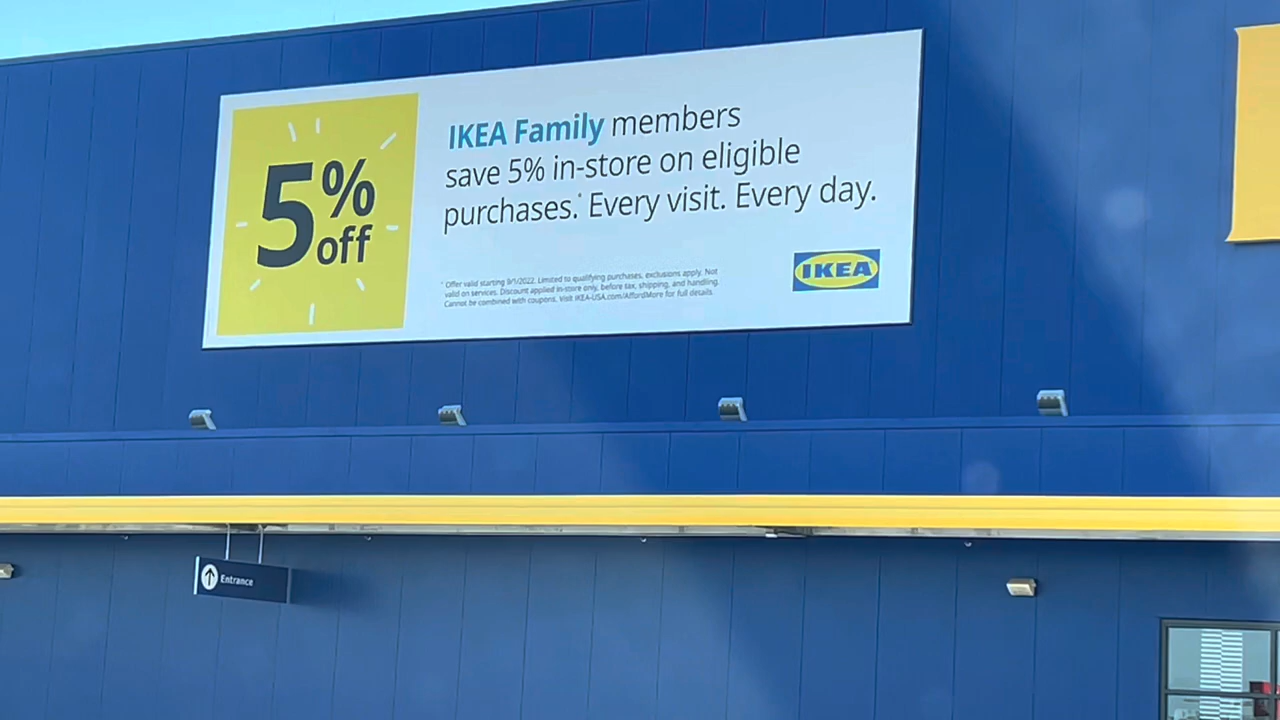 5%
off
IKEA Family members
save 5% in-store on eligible
purchases.* Every visit. Every day.
* Offer valid starting 9/1/2022. Limited to qualifying purchases, exclusions apply. Not
valid on services. Discount applied in-store only, before tax, shipping, and handling.
Cannot be combined with coupons. Visit IKEA-USA.com/AffordMore for full details.
IKEA
Entrance